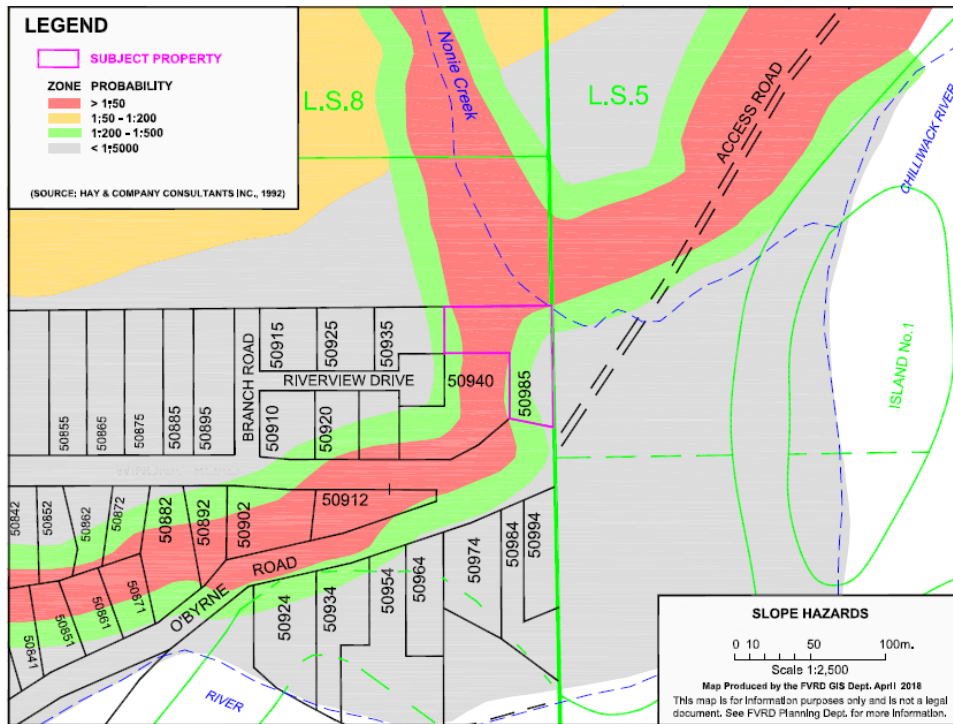 LEGEND
SUBJECT PROPERTY
ZONE PROBABILITY
> 1:50
1:50 - 1:200
1:200 - 1:500
< 1:5000
(SOURCE: HAY & COMPANY CONSULTANTS INC., 1992)
Nonie Creek
L.S.8
L.S.5
ACCESS ROAD
CHILLIWACK RIVER
ISLAND No.1
BRANCH ROAD
50915
50925
50935
RIVERVIEW DRIVE
50940
50985
50855
50865
50875
50885
50895
50910
50920
50842
50852
50862
50872
50882
50892
50902
50912
50841
50851
50861
50871
O'BYRNE ROAD
50924
50934
50954
50964
50974
50984
50994
RIVER
SLOPE HAZARDS
0 10 50 100m.
Scale 1:2,500
Map Produced by the FVRD GIS Dept. April 2018
This map is for information purposes only and is not a legal
document. See FVRD Planning Dept. for more information.